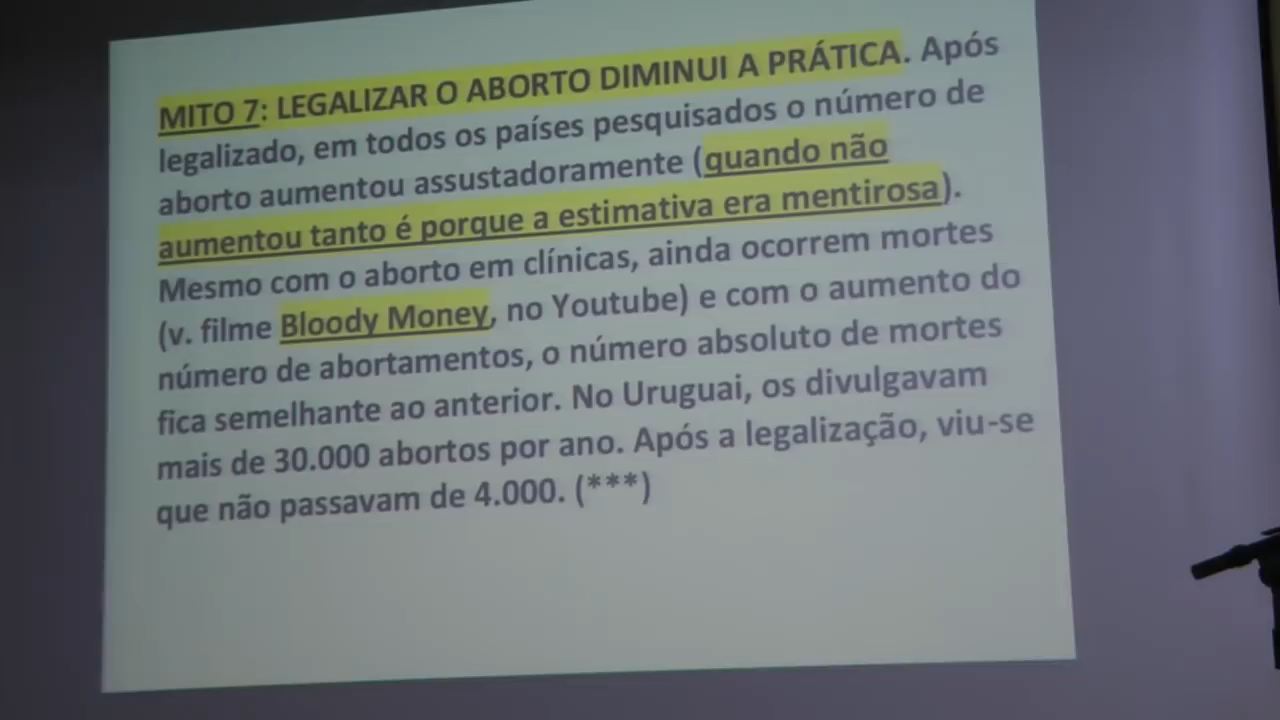 MITO 7: LEGALIZAR O ABORTO DIMINUI A PRÁTICA. Após
legalizado, em todos os países pesquisados o número de
aborto aumentou assustadoramente (quando não
aumentou tanto é porque a estimativa era mentirosa).
Mesmo com o aborto em clínicas, ainda ocorrem mortes
(v. filme Bloody Money, no Youtube) e com o aumento do
número de abortamentos, o número absoluto de mortes
fica semelhante ao anterior. No Uruguai, os divulgavam
mais de 30.000 abortos por ano. Após a legalização, viu-se
que não passavam de 4.000. (***)